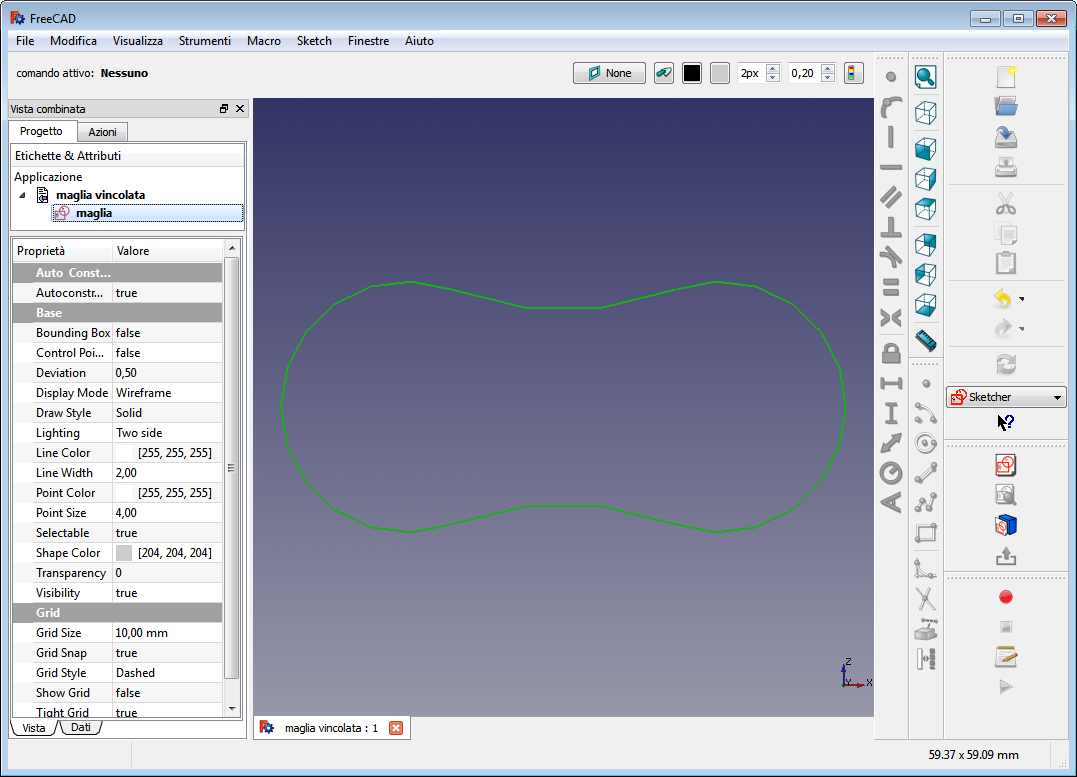 FreeCAD
File Modifica Visualizza Strumenti Macro Sketch Finestre Aiuto
comando attivo: Nessuno
None 2px 0,20
Vista combinata
Progetto Azioni
Etichette & Attributi
Applicazione
maglia vincolata
maglia
Proprietà Valore
Auto Const...
Autoconstr... true
Base
Bounding Box false
Control Poi... false
Deviation 0,50
Display Mode Wireframe
Draw Style Solid
Lighting Two side
Line Color [255, 255, 255]
Line Width 2,00
Point Color [255, 255, 255]
Point Size 4,00
Selectable true
Shape Color [204, 204, 204]
Transparency 0
Visibility true
Grid
Grid Size 10,00 mm
Grid Snap true
Grid Style Dashed
Show Grid false
Tight Grid true
Vista Dati
Z
Y X
maglia vincolata : 1
Sketcher
59.37 x 59.09 mm